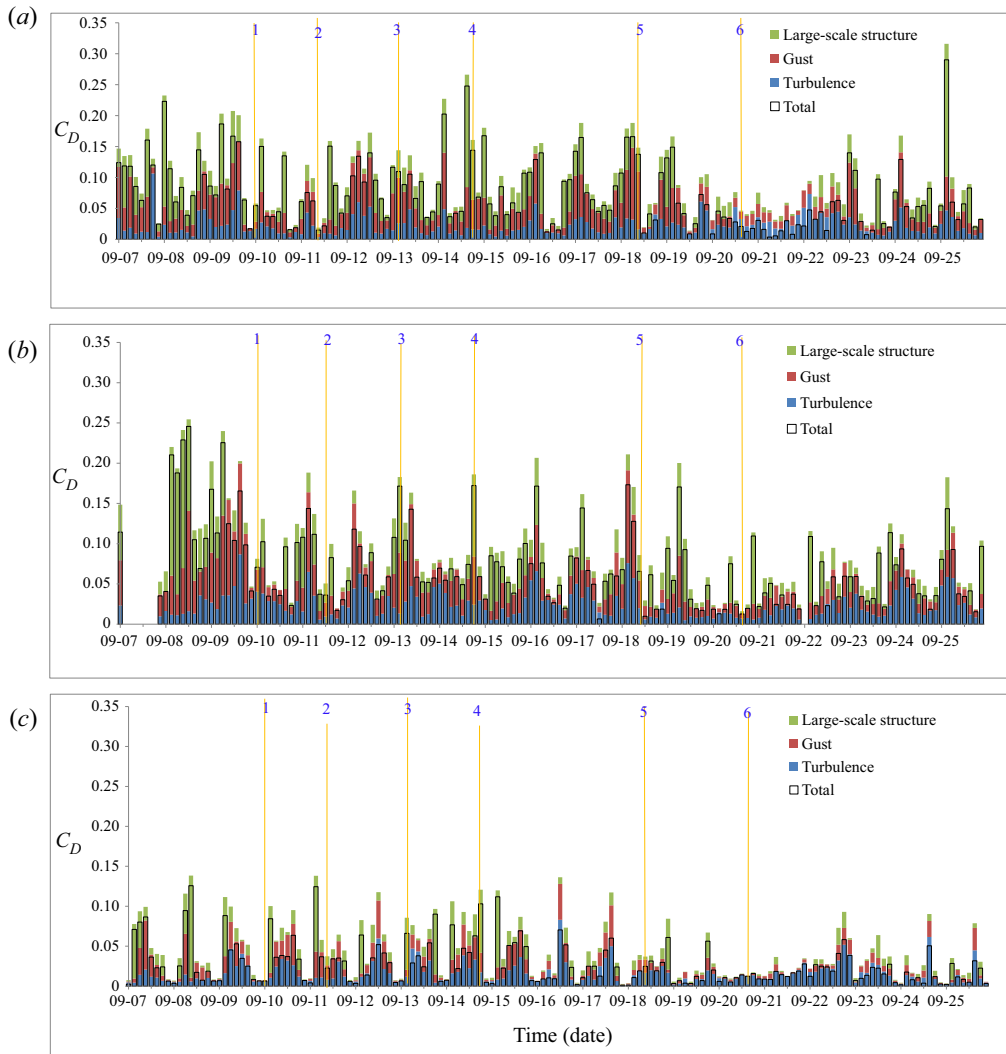 (a)
0.35
0.30
0.25
0.20
0.15
0.10
0.05
0
C_D
1 2 3 4 5 6
Large-scale structure
Gust
Turbulence
Total
09-07 09-08 09-09 09-10 09-11 09-12 09-13 09-14 09-15 09-16 09-17 09-18 09-19 09-20 09-21 09-22 09-23 09-24 09-25
(b)
0.35
0.30
0.25
0.20
0.15
0.10
0.05
0
C_D
1 2 3 4 5 6
Large-scale structure
Gust
Turbulence
Total
09-07 09-08 09-09 09-10 09-11 09-12 09-13 09-14 09-15 09-16 09-17 09-18 09-19 09-20 09-21 09-22 09-23 09-24 09-25
(c)
0.35
0.30
0.25
0.20
0.15
0.10
0.05
0
C_D
1 2 3 4 5 6
Large-scale structure
Gust
Turbulence
Total
09-07 09-08 09-09 09-10 09-11 09-12 09-13 09-14 09-15 09-16 09-17 09-18 09-19 09-20 09-21 09-22 09-23 09-24 09-25
Time (date)